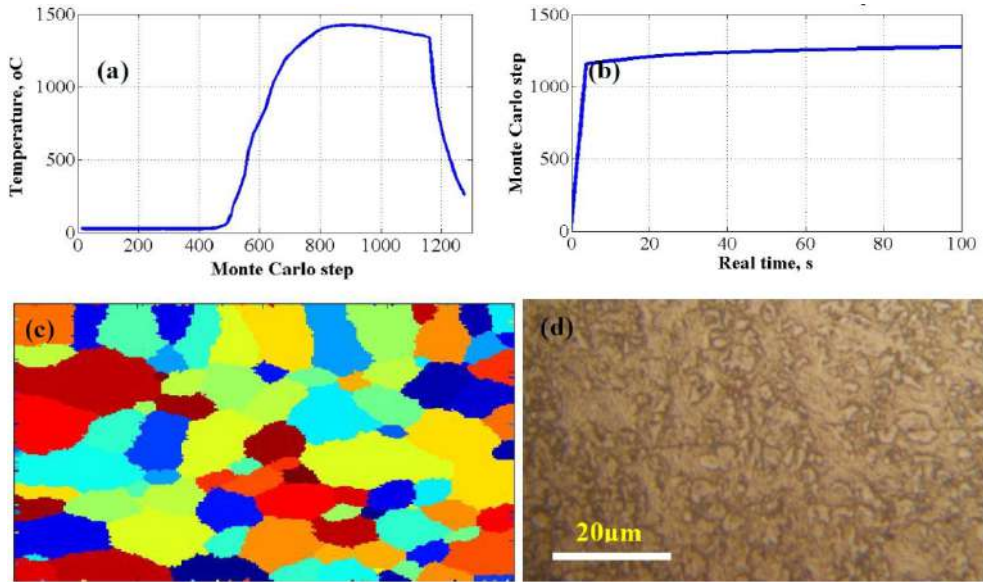 1500
1000
500
0
0
200
400
600
800
1000
1200
Temperature, oC
Monte Carlo step
(a)
1500
1000
500
0
0
20
40
60
80
100
Monte Carlo step
Real time, s
(b)
(c)
(d)
20μm